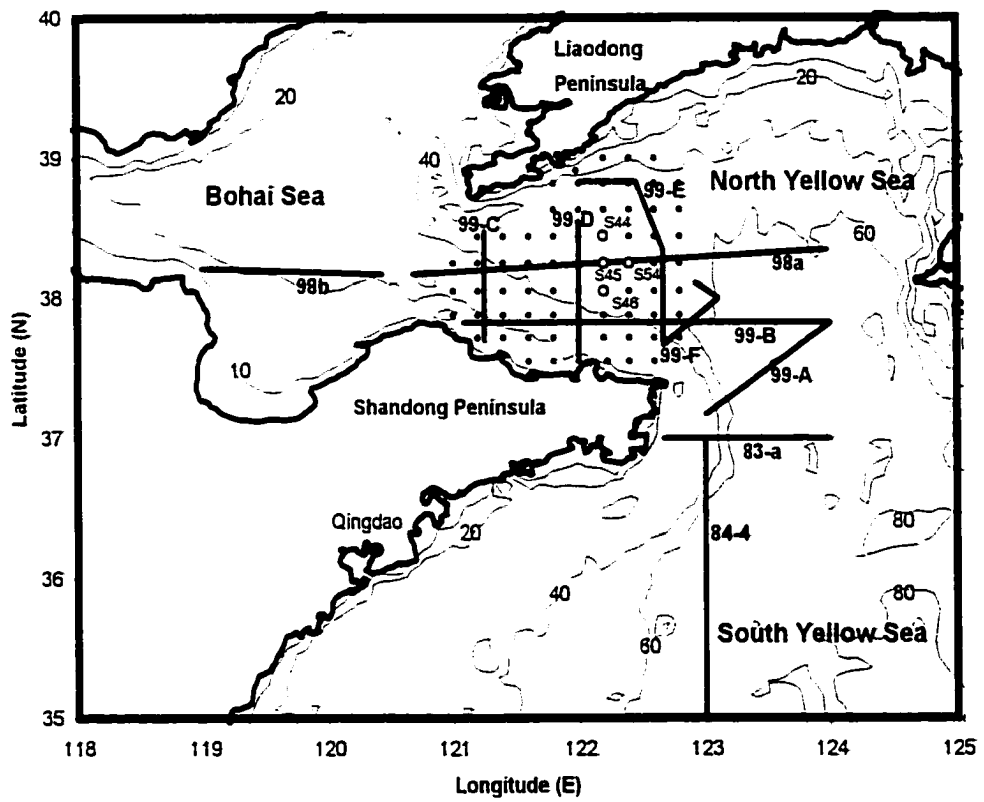 40
Liaodong
Peninsula
20
20
39
40
Bohai Sea
North Yellow Sea
99-E
99-C
99-D
S44
60
98a
S45
S54
98b
S46
38
99-B
99-F
99-A
10
Shandong Peninsula
37
83-a
Qingdao
20
80
84-4
36
40
80
South Yellow Sea
60
35
118
119
120
121
122
123
124
125
Latitude (N)
Longitude (E)